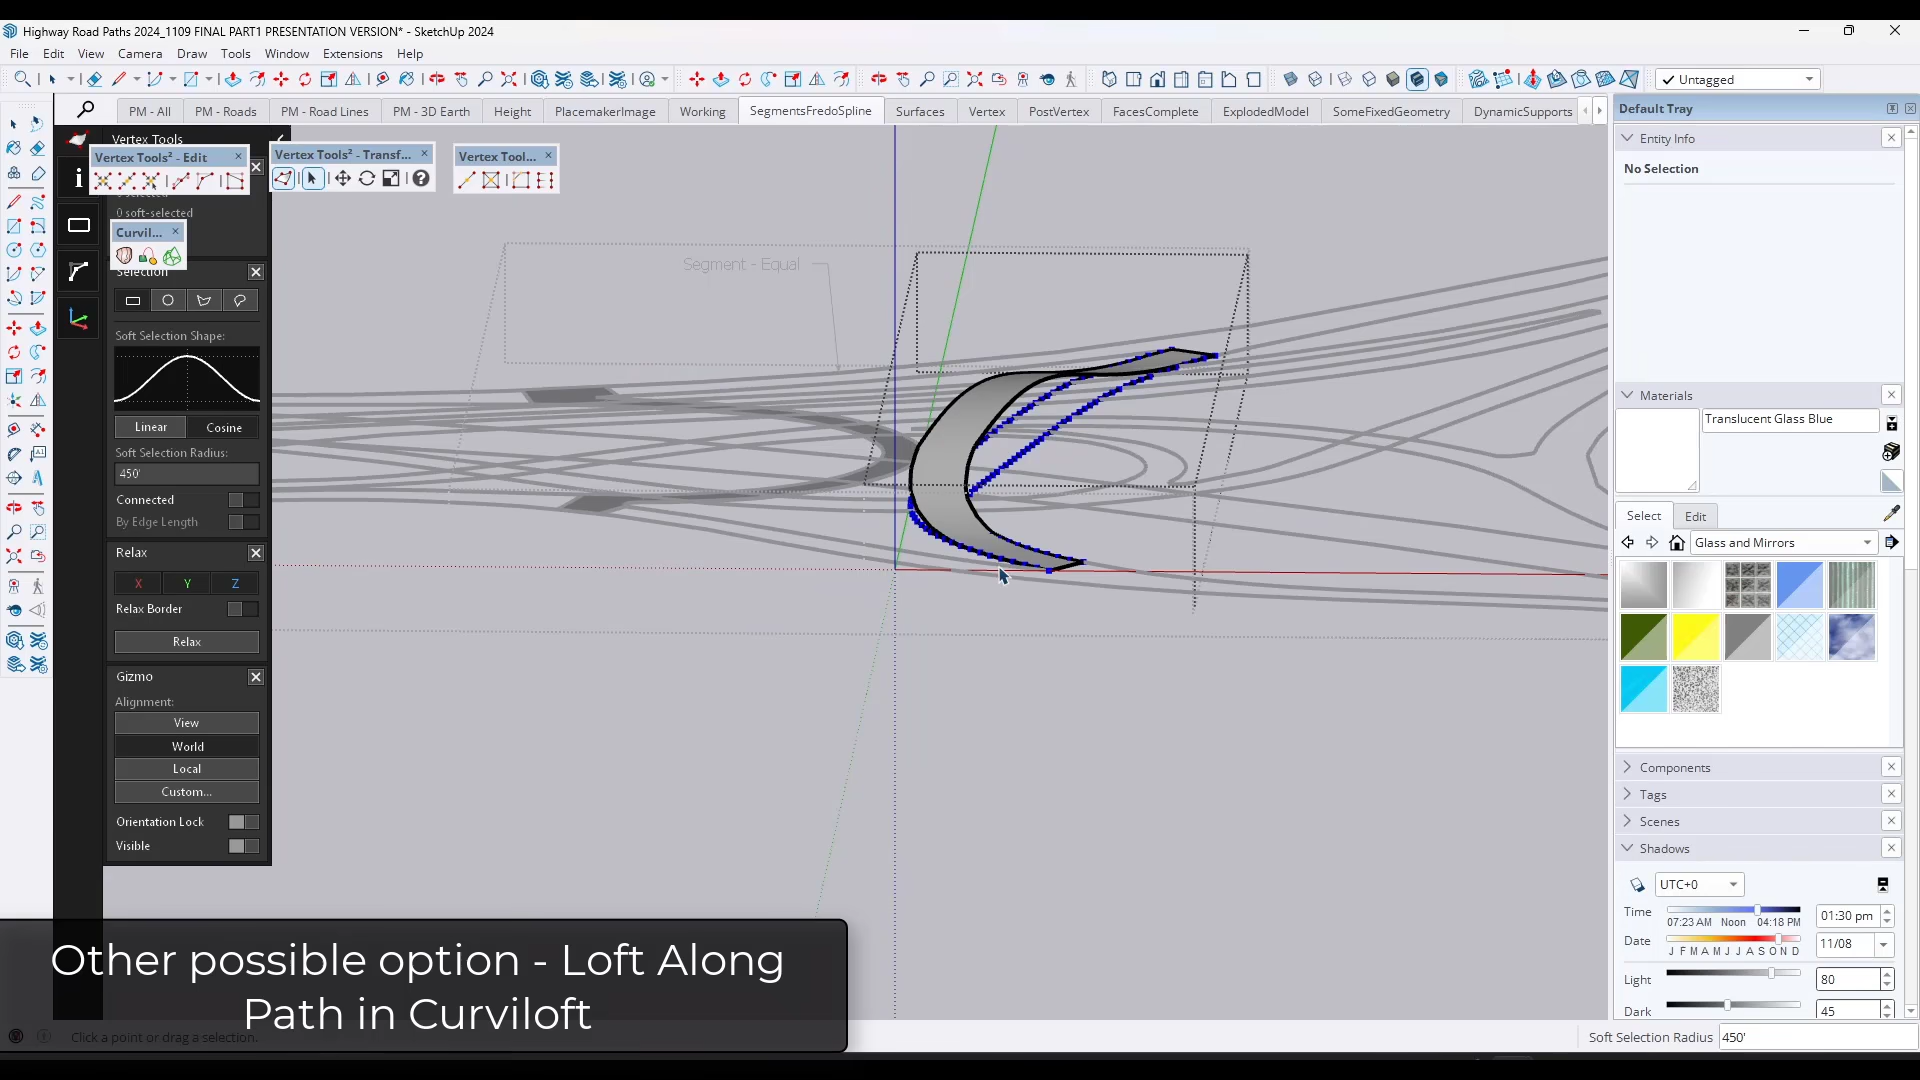 Highway Road Paths 2024_1109 FINAL PART1 PRESENTATION VERSION* - SketchUp 2024
File Edit View Camera Draw Tools Window Extensions Help
Untagged
PM - All PM - Roads PM - Road Lines PM - 3D Earth Height PlacemakerImage Working SegmentsFredoSpline Surfaces Vertex PostVertex FacesComplete ExplodedModel SomeFixedGeometry DynamicSupports
Default Tray
Entity Info
No Selection
Vertex Tools
Vertex Tools² - Edit
Vertex Tools² - Transf...
Vertex Tool...
0 selected
0 soft-selected
Curvil...
Selection
Soft Selection Shape:
Linear Cosine
Soft Selection Radius:
450'
Connected
By Edge Length
Relax
X Y Z
Relax Border
Relax
Gizmo
Alignment:
View
World
Local
Custom...
Orientation Lock
Visible
Segment - Equal
Materials
Translucent Glass Blue
Select Edit
Glass and Mirrors
Components
Tags
Scenes
Shadows
UTC+0
Time 07:23 AM Noon 04:18 PM 01:30 pm
Date J F M A M J J A S O N D 11/08
Light 80
Dark 45
Other possible option - Loft Along
Path in Curviloft
Click a point or drag a selection.
Soft Selection Radius 450'